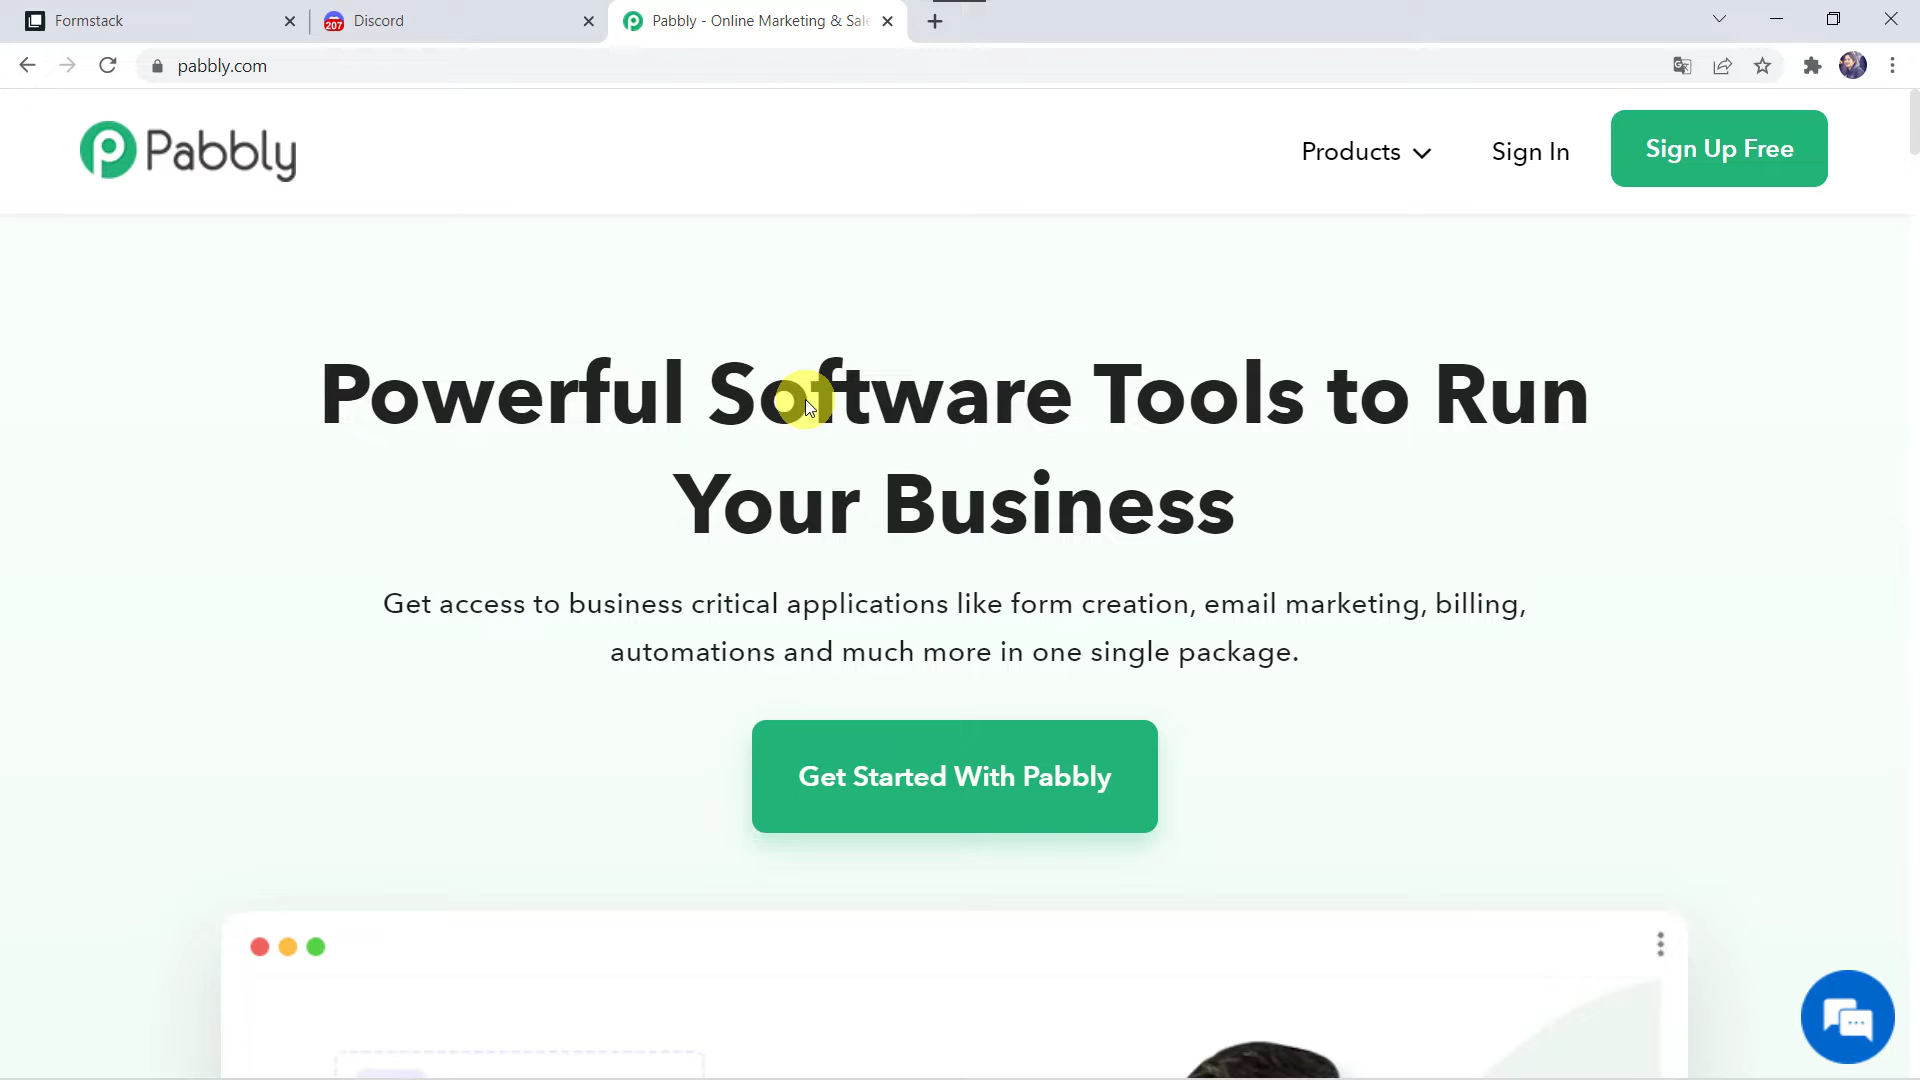 Formstack
207 Discord
Pabbly - Online Marketing & Sale
pabbly.com
Pabbly
Products
Sign In
Sign Up Free
Powerful Software Tools to Run
Your Business
Get access to business critical applications like form creation, email marketing, billing,
automations and much more in one single package.
Get Started With Pabbly